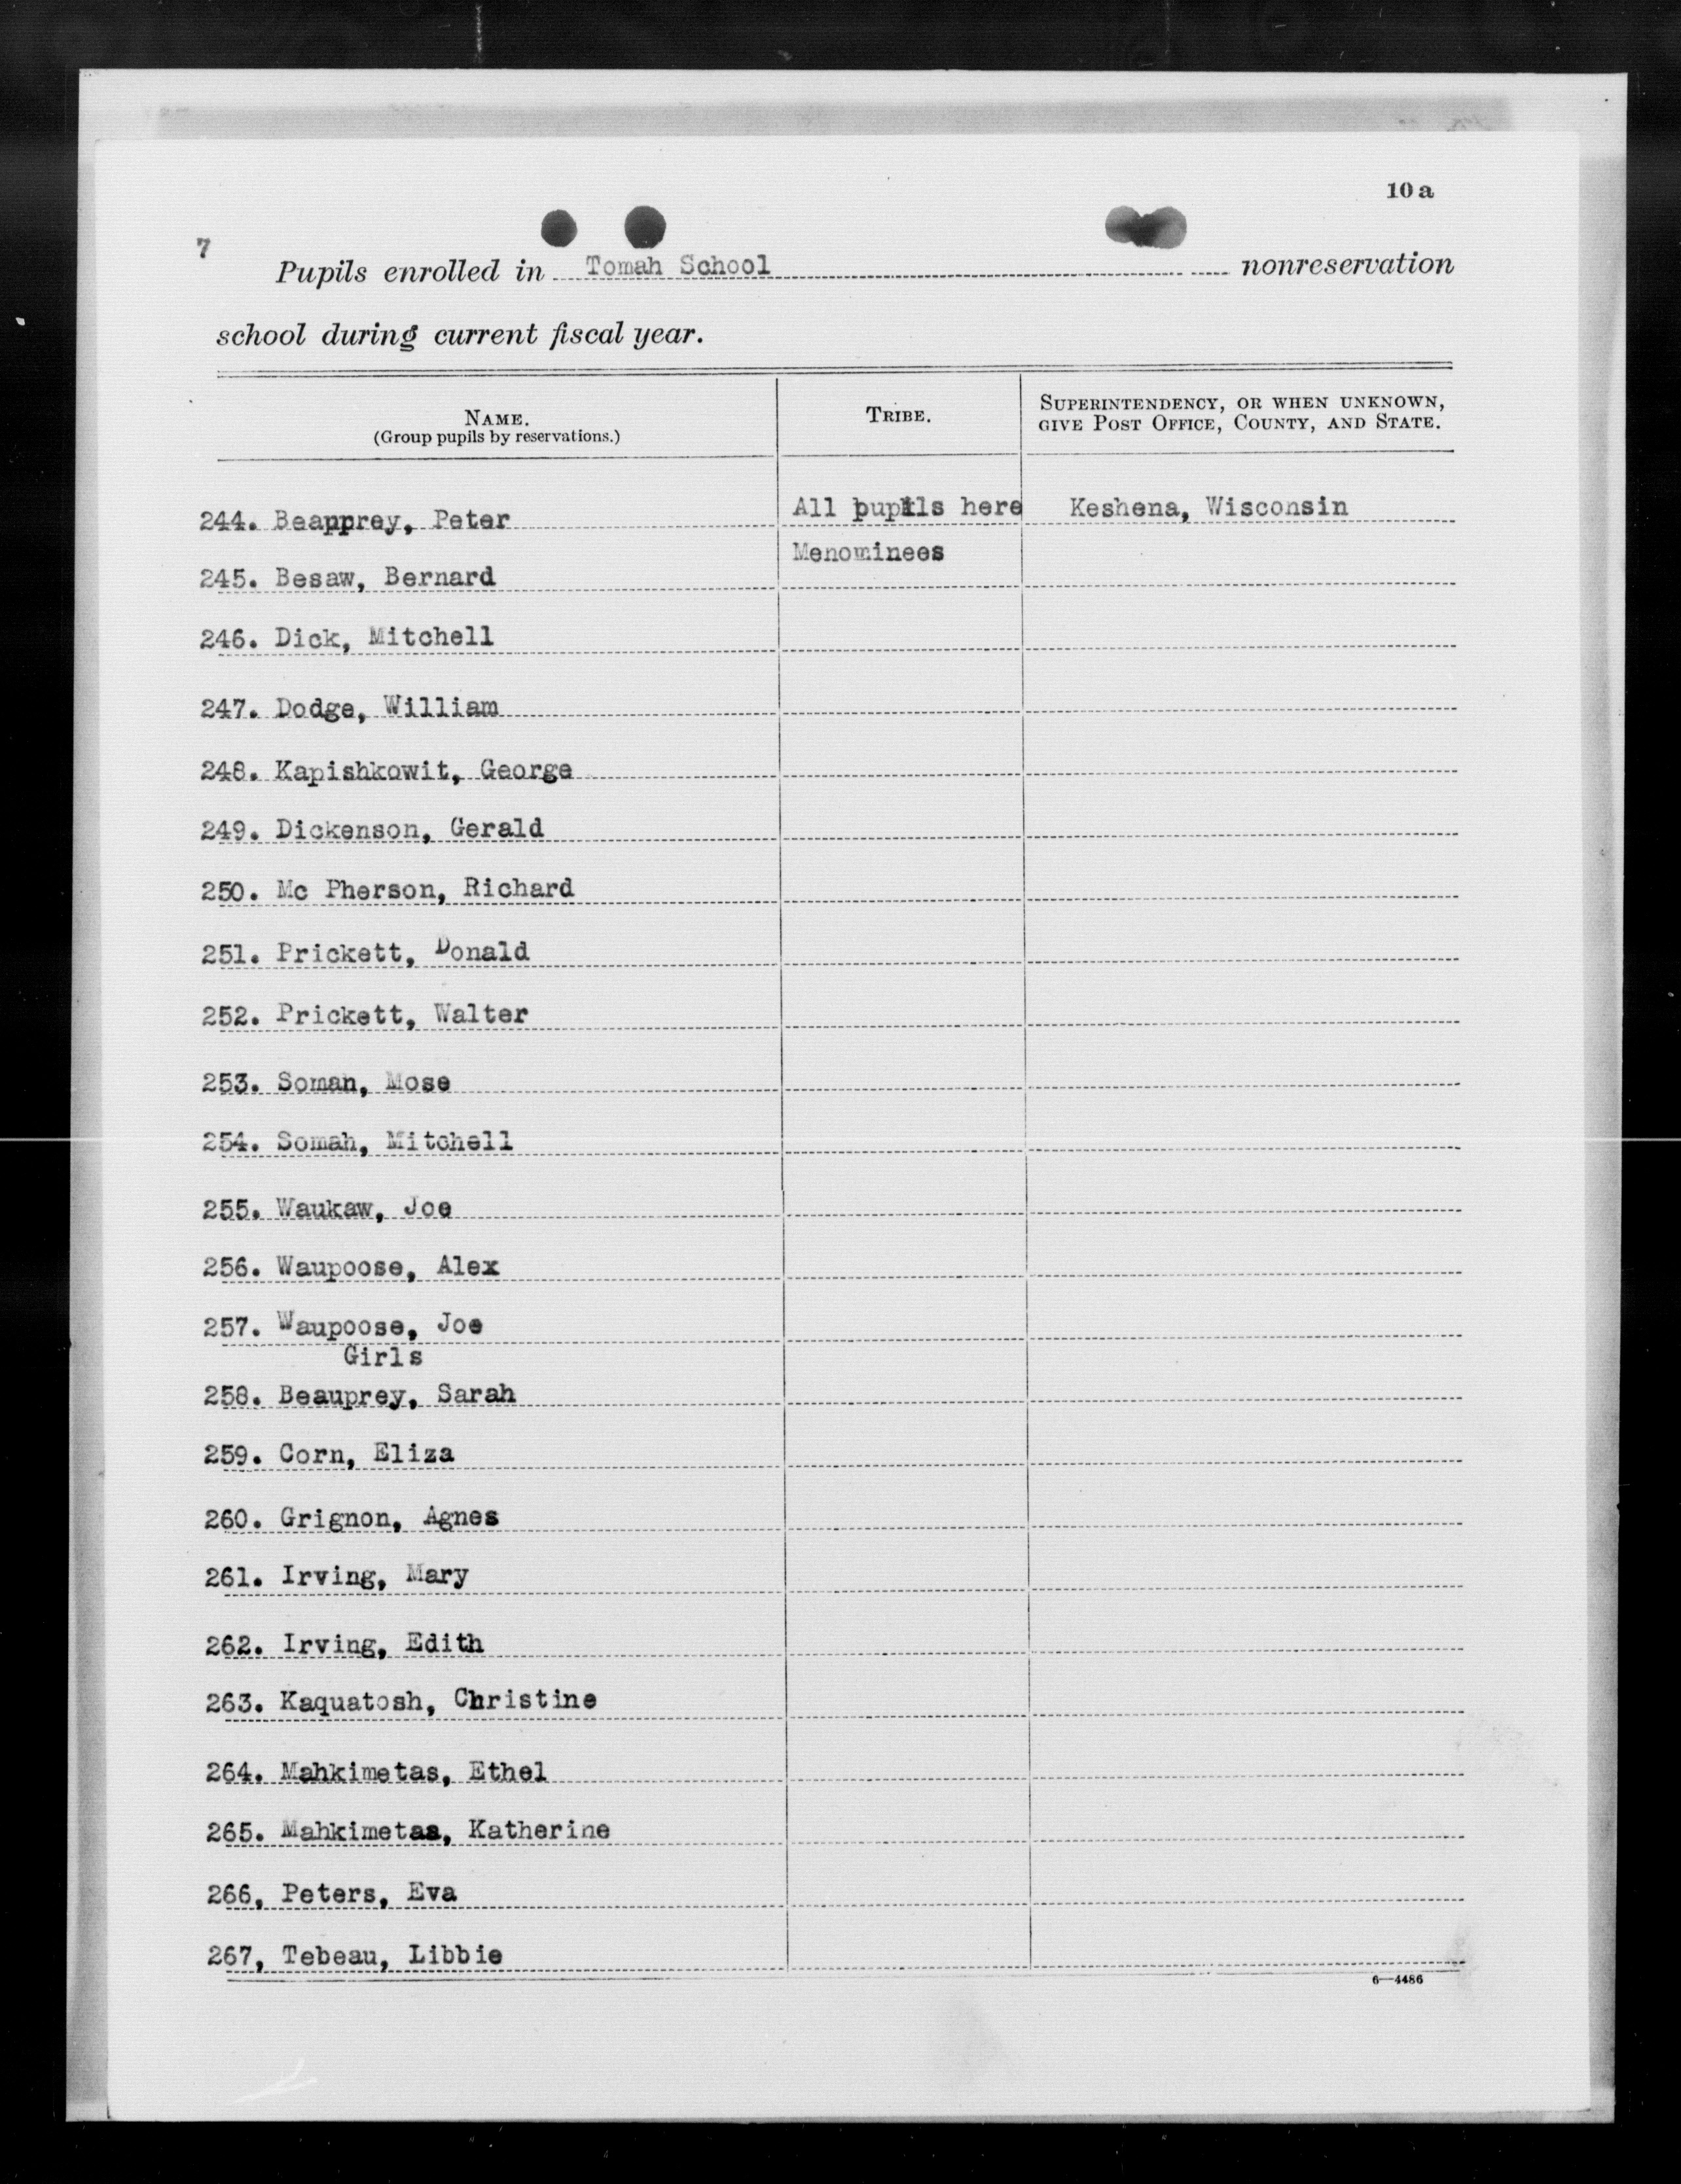 10 a
7
Pupils enrolled in Tomah School nonreservation
school during current fiscal year.
NAME.
(Group pupils by reservations.)
TRIBE.
SUPERINTENDENCY, OR WHEN UNKNOWN,
GIVE POST OFFICE, COUNTY, AND STATE.
244. Beapprey, Peter All pupils here Keshena, Wisconsin
Menominees
245. Besaw, Bernard
246. Dick, Mitchell
247. Dodge, William
248. Kapishkowit, George
249. Dickenson, Gerald
250. Mc Pherson, Richard
251. Prickett, Donald
252. Prickett, Walter
253. Soman, Mose
254. Somah, Mitchell
255. Waukaw, Joe
256. Waupoose, Alex
257. Waupoose, Joe
Girls
258. Beauprey, Sarah
259. Corn, Eliza
260. Grignon, Agnes
261. Irving, Mary
262. Irving, Edith
263. Kaquatosh, Christine
264. Mahkimetas, Ethel
265. Mahkimetas, Katherine
266, Peters, Eva
267, Tebeau, Libbie
6—4486